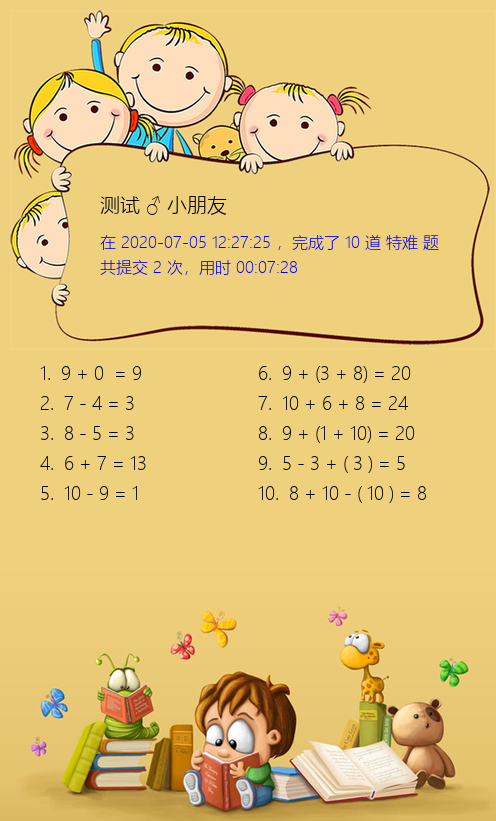 测试 ♂ 小朋友
在 2020-07-05 12:27:25 ，完成了 10 道 特难 题
共提交 2 次，用时 00:07:28
1. 9 + 0 = 9
2. 7 - 4 = 3
3. 8 - 5 = 3
4. 6 + 7 = 13
5. 10 - 9 = 1
6. 9 + (3 + 8) = 20
7. 10 + 6 + 8 = 24
8. 9 + (1 + 10) = 20
9. 5 - 3 + ( 3 ) = 5
10. 8 + 10 - ( 10 ) = 8